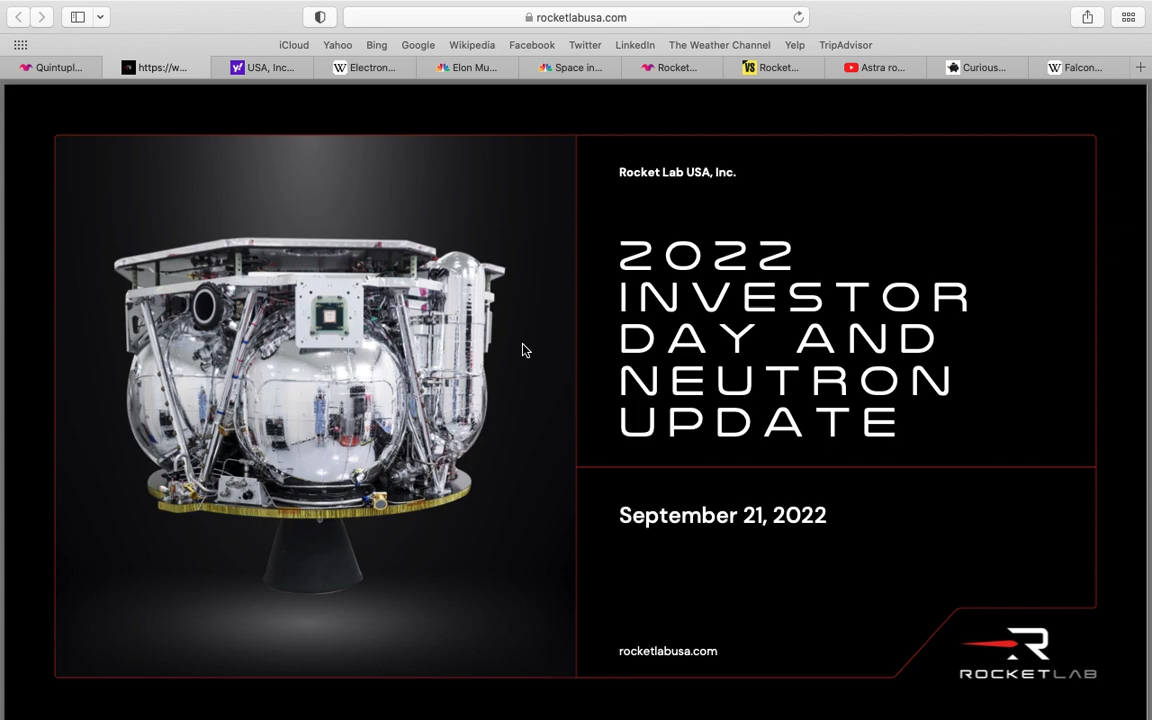 rocketlabusa.com
iCloud Yahoo Bing Google Wikipedia Facebook Twitter LinkedIn The Weather Channel Yelp TripAdvisor
Quintupl... https://w... USA, Inc... Electron... Elon Mu... Space in... Rocket... Rocket... Astra ro... Curious... Falcon...
Rocket Lab USA, Inc.
2022
INVESTOR
DAY AND
NEUTRON
UPDATE
September 21, 2022
rocketlabusa.com
ROCKETLAB